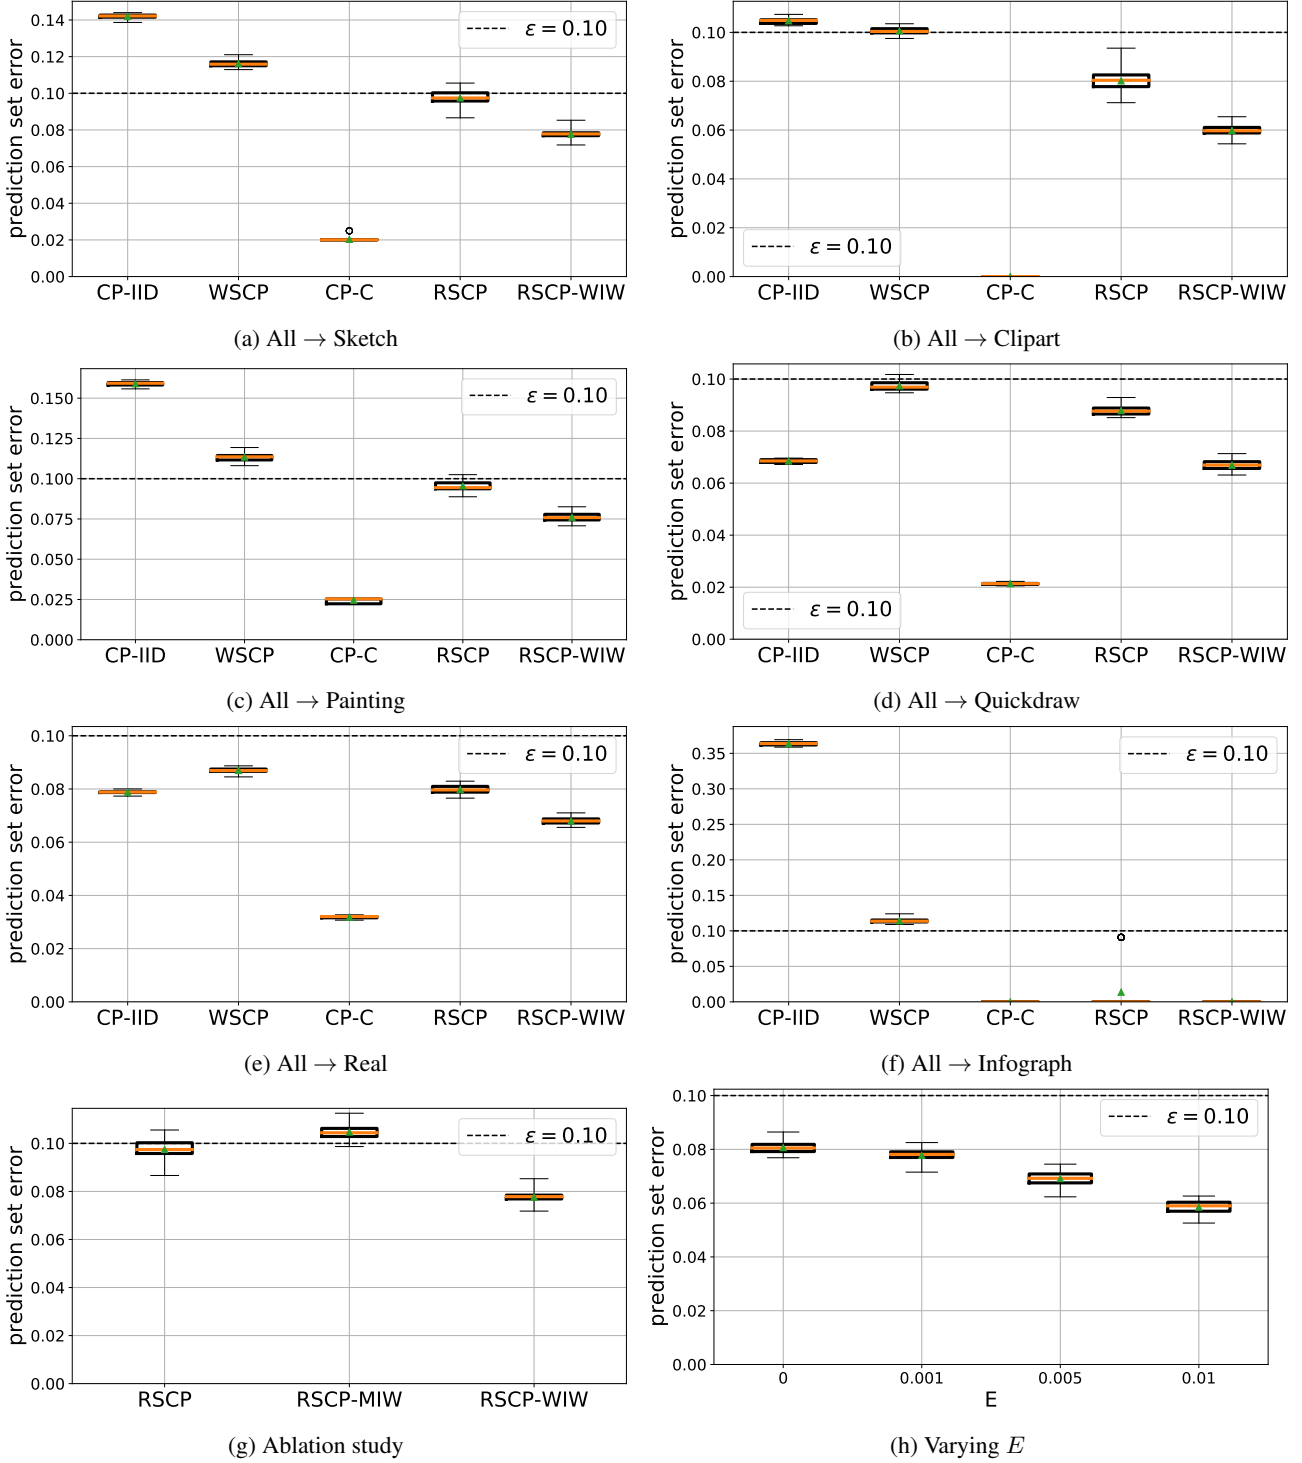 0.14
0.12
0.10
0.08
0.06
0.04
0.02
0.00
prediction set error
ε = 0.10
CP-IID WSCP CP-C RSCP RSCP-WIW
(a) All → Sketch
0.10
0.08
0.06
0.04
0.02
0.00
prediction set error
ε = 0.10
CP-IID WSCP CP-C RSCP RSCP-WIW
(b) All → Clipart
0.150
0.125
0.100
0.075
0.050
0.025
0.000
prediction set error
ε = 0.10
CP-IID WSCP CP-C RSCP RSCP-WIW
(c) All → Painting
0.10
0.08
0.06
0.04
0.02
0.00
prediction set error
ε = 0.10
CP-IID WSCP CP-C RSCP RSCP-WIW
(d) All → Quickdraw
0.10
0.08
0.06
0.04
0.02
0.00
prediction set error
ε = 0.10
CP-IID WSCP CP-C RSCP RSCP-WIW
(e) All → Real
0.35
0.30
0.25
0.20
0.15
0.10
0.05
0.00
prediction set error
ε = 0.10
CP-IID WSCP CP-C RSCP RSCP-WIW
(f) All → Infograph
0.10
0.08
0.06
0.04
0.02
0.00
prediction set error
ε = 0.10
RSCP RSCP-MIW RSCP-WIW
(g) Ablation study
0.10
0.08
0.06
0.04
0.02
0.00
prediction set error
ε = 0.10
0 0.001 0.005 0.01
E
(h) Varying E